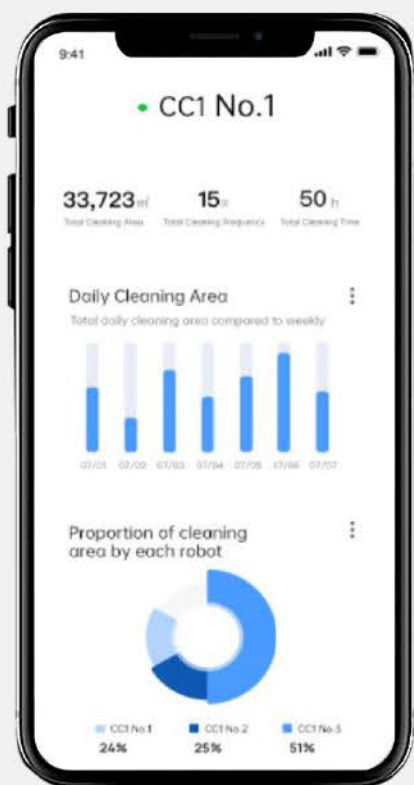 9:41
CC1 No.1
33,723㎡ 15x 50h
Total Cleaning Area Total Cleaning Frequency Total Cleaning Time
Daily Cleaning Area
Total daily cleaning area compared to weekly
07/01 07/02 07/03 07/04 07/05 07/06 07/07
Proportion of cleaning
area by each robot
CC1 No.1 CC1 No.2 CC1 No.3
24% 25% 51%